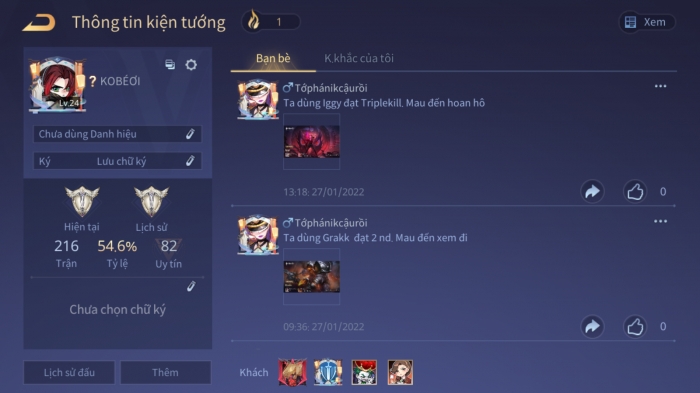 Thông tin kiện tướng
1
Xem
? KOBÉƠI
Lv.24
Chưa dùng Danh hiệu
Ký Lưu chữ ký
Hiện tại Lịch sử
216 54.6% 82
Trận Tỷ lệ Uy tín
Chưa chọn chữ ký
Lịch sử đấu Thêm
Bạn bè K.khắc của tôi
Tớphánikcậurồi
Ta dùng Iggy đạt Triplekill, Mau đến hoan hô
13:18: 27/01/2022 0
Tớphánikcậurồi
Ta dùng Grakk đạt 2 nd, Mau đến xem đi
09:36: 27/01/2022 0
Khách